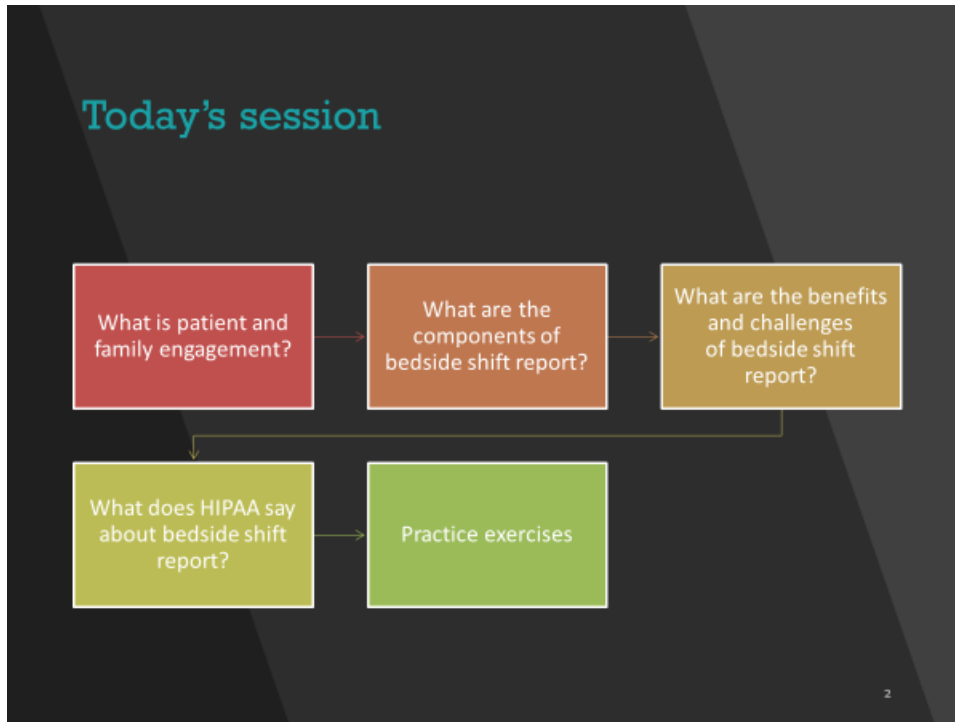 Today's session
What is patient and
family engagement?
What are the
components of
bedside shift report?
What are the benefits
and challenges
of bedside shift
report?
What does HIPAA say
about bedside shift
report?
Practice exercises
2